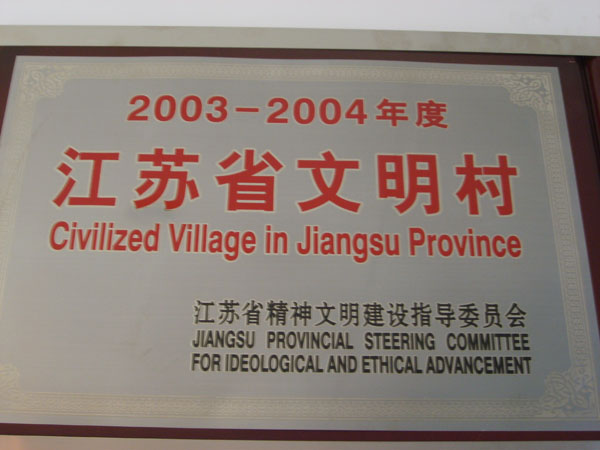 2003-2004年度
江苏省文明村
Civilized Village in Jiangsu Province
江苏省精神文明建设指导委员会
JIANGSU PROVINCIAL STEERING COMMITTEE
FOR IDEOLOGICAL AND ETHICAL ADVANCEMENT